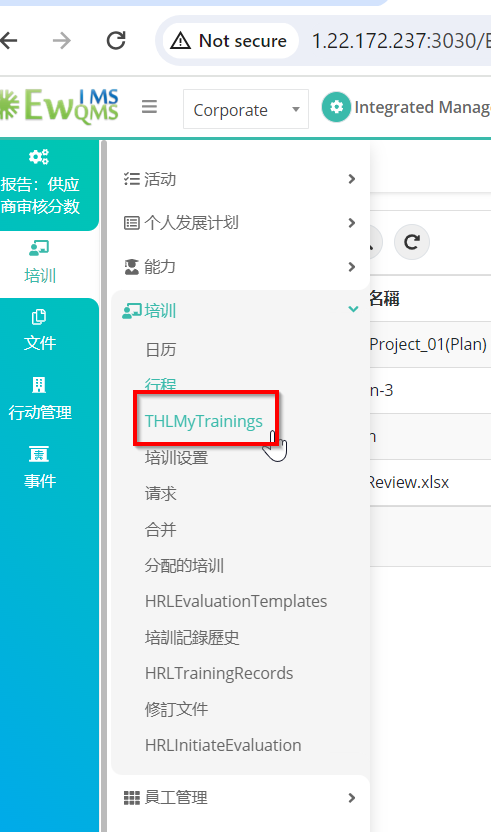 Not secure
1.22.172.237:3030/
EwQMS IMS
Corporate
Integrated Manag
报告：供应
商审核分数
培训
文件
行动管理
事件
活动
个人发展计划
能力
培训
日历
行程
THLMyTrainings
培训设置
请求
合并
分配的培训
HRLEvaluationTemplates
培訓記錄歷史
HRLTrainingRecords
修訂文件
HRLInitiateEvaluation
員工管理
名稱
Project_01(Plan)
n-3
Review.xlsx